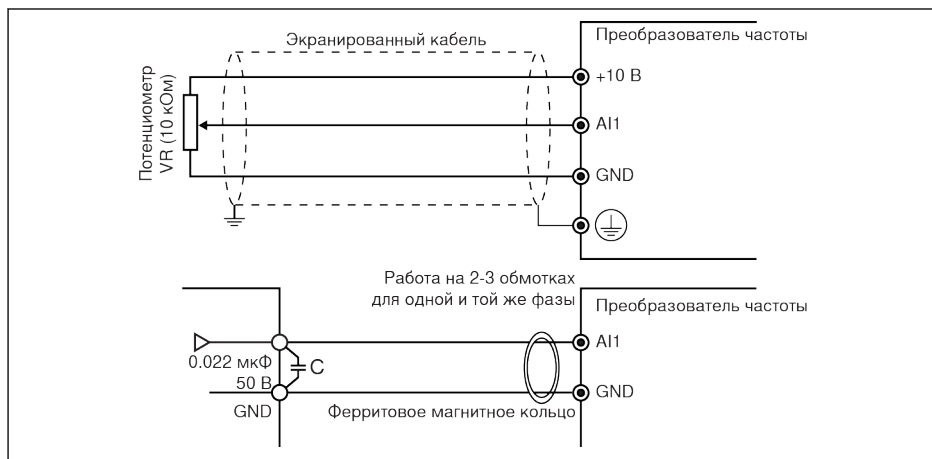 Экранированный кабель
Преобразователь частоты
+10 В
Потенциометр
VR (10 кОм)
AI1
GND
Работа на 2-3 обмотках
для одной и той же фазы
Преобразователь частоты
AI1
0.022 мкФ
C
50 В
GND
GND
Ферритовое магнитное кольцо